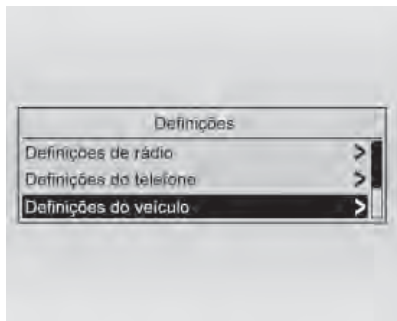 Definições
Definições de rádio >
Definições do telefone >
Definições do veículo >